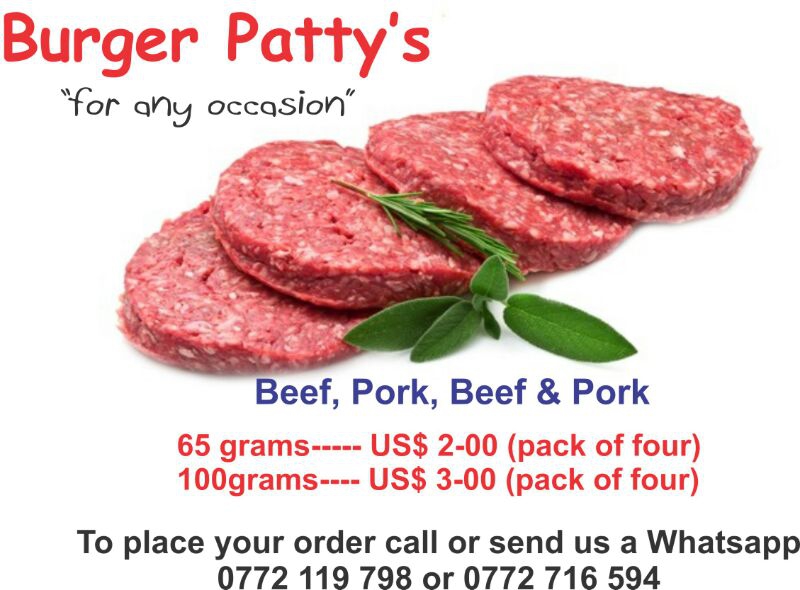 Burger Patty's
"for any occasion"
Beef, Pork, Beef & Pork
65 grams----- US$ 2-00 (pack of four)
100grams---- US$ 3-00 (pack of four)
To place your order call or send us a Whatsapp
0772 119 798 or 0772 716 594